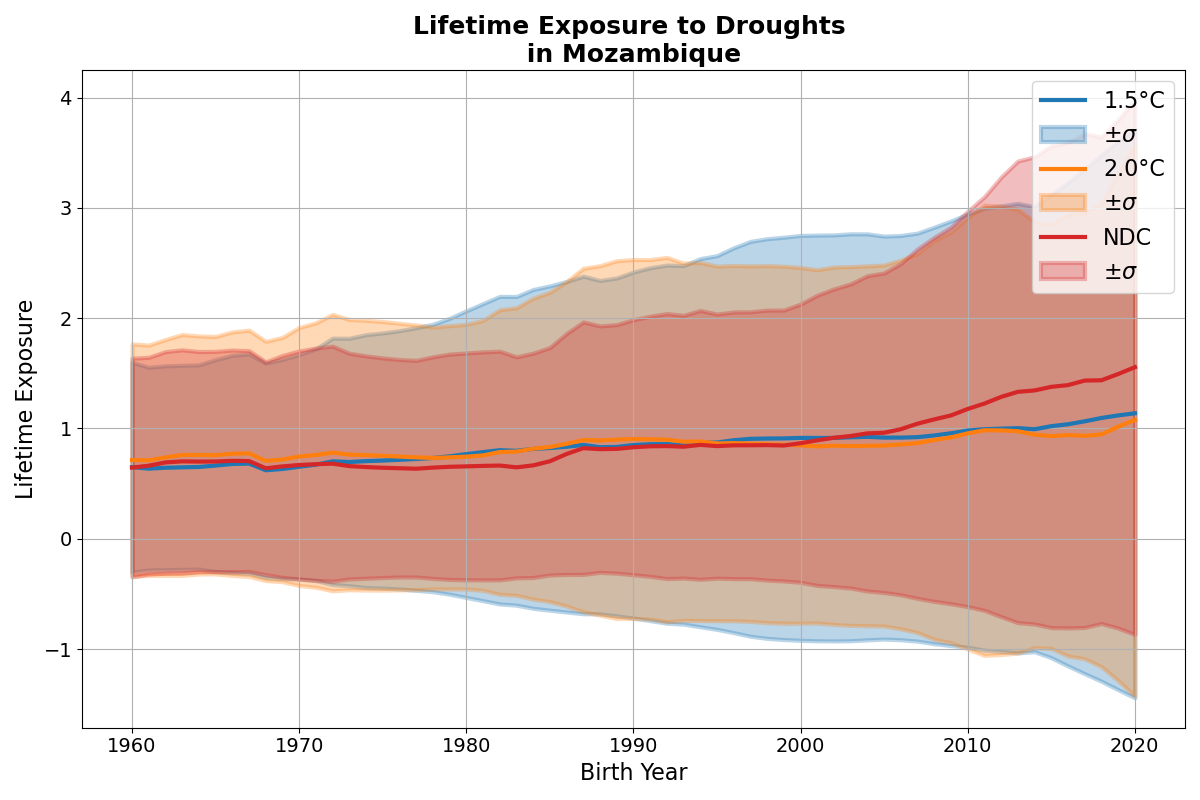 Lifetime Exposure to Droughts
in Mozambique
Lifetime Exposure
4
3
2
1
0
−1
1960
1970
1980
1990
2000
2010
2020
Birth Year
1.5°C
±σ
2.0°C
±σ
NDC
±σ